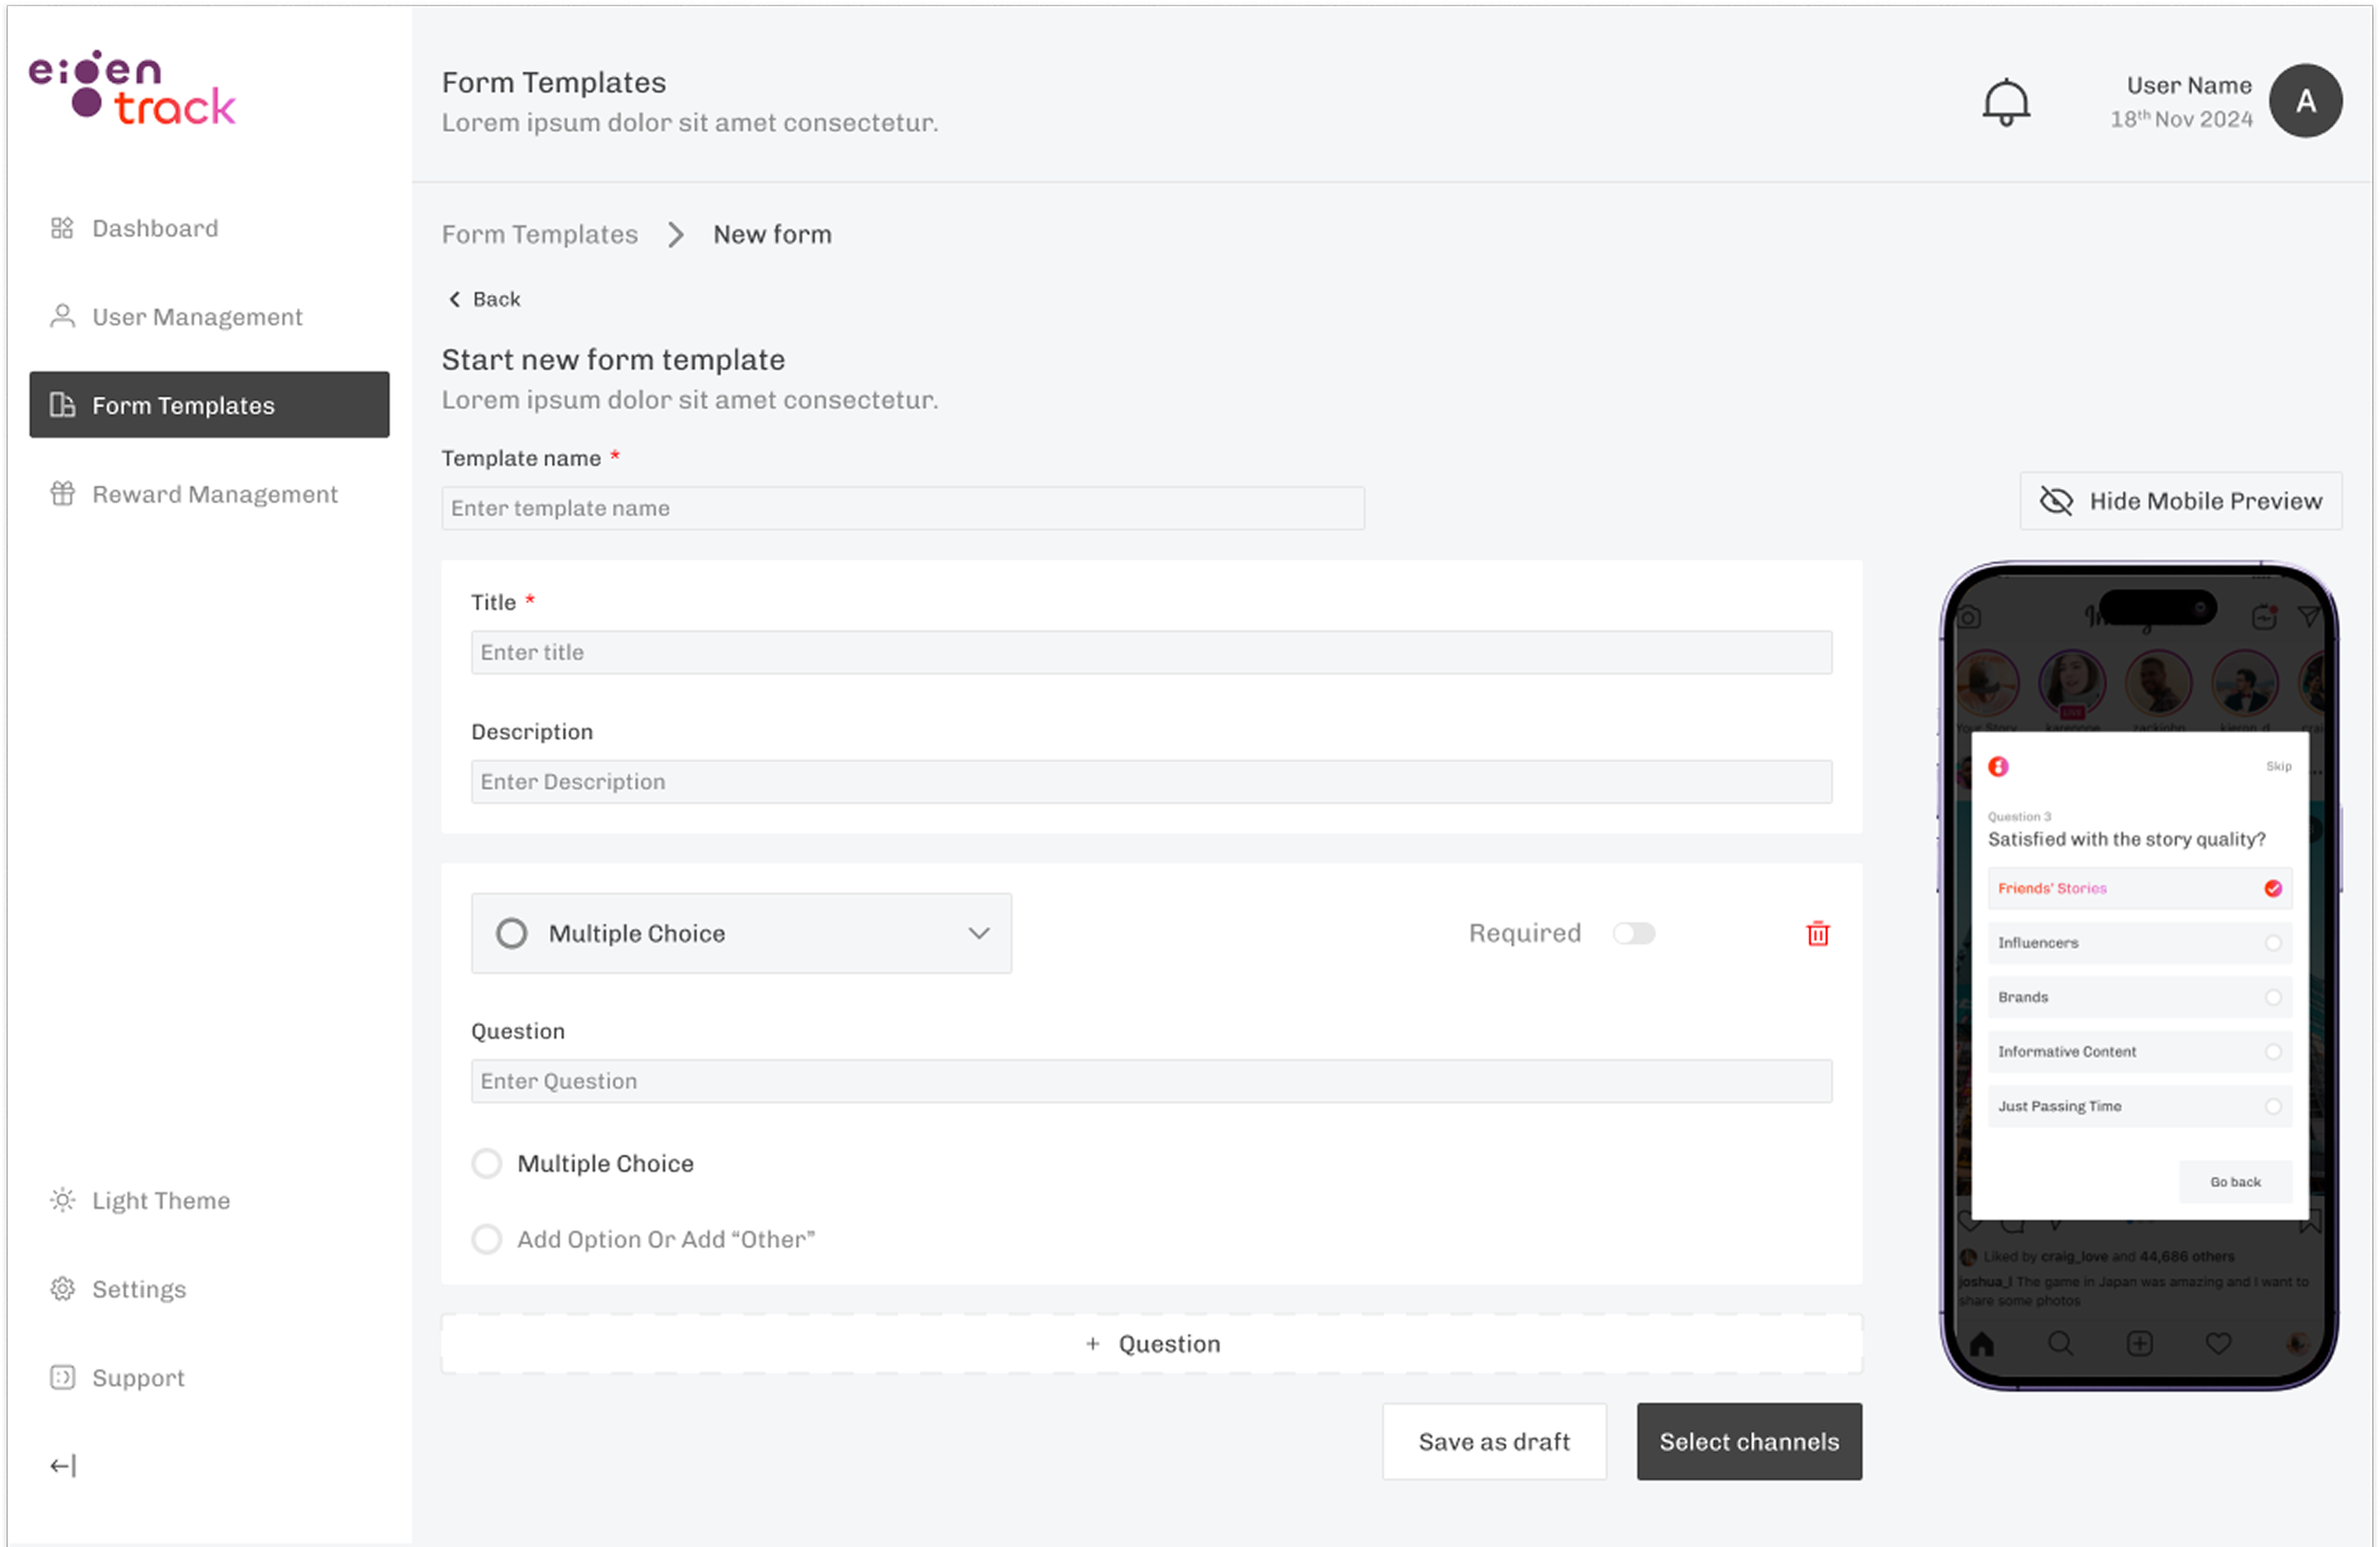 eigen
track
Form Templates
Lorem ipsum dolor sit amet consectetur.
User Name
18th Nov 2024
A
Dashboard
User Management
Form Templates
Reward Management
Light Theme
Settings
Support
Form Templates > New form
Back
Start new form template
Lorem ipsum dolor sit amet consectetur.
Template name *
Enter template name
Hide Mobile Preview
Title *
Enter title
Description
Enter Description
Multiple Choice
Required
Question
Enter Question
Multiple Choice
Add Option Or Add “Other”
+ Question
Save as draft
Select channels
LIVE
Skip
Question 3
Satisfied with the story quality?
Friends' Stories
Influencers
Brands
Informative Content
Just Passing Time
Go back
Liked by craig_love and 44,686 others
joshua_l The game in Japan was amazing and I want to
share some photos